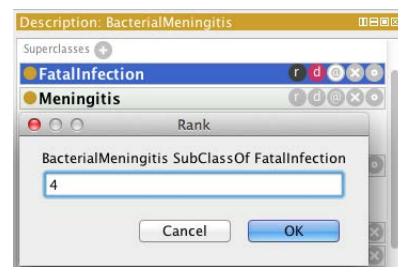 Description: BacterialMeningitis
Superclasses
FatalInfection
r d @ x o
Meningitis
r d @ x o
Rank
BacterialMeningitis SubClassOf FatalInfection
4
Cancel OK